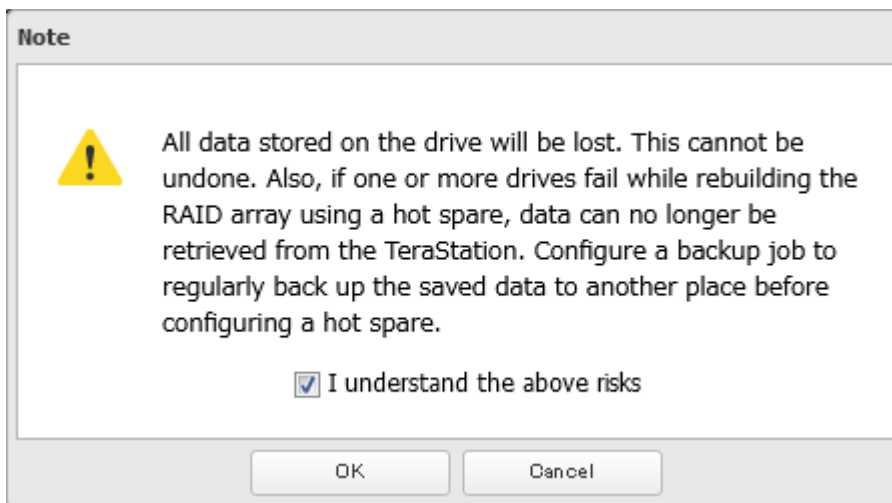 Note
All data stored on the drive will be lost. This cannot be
undone. Also, if one or more drives fail while rebuilding the
RAID array using a hot spare, data can no longer be
retrieved from the TeraStation. Configure a backup job to
regularly back up the saved data to another place before
configuring a hot spare.
I understand the above risks
OK
Cancel